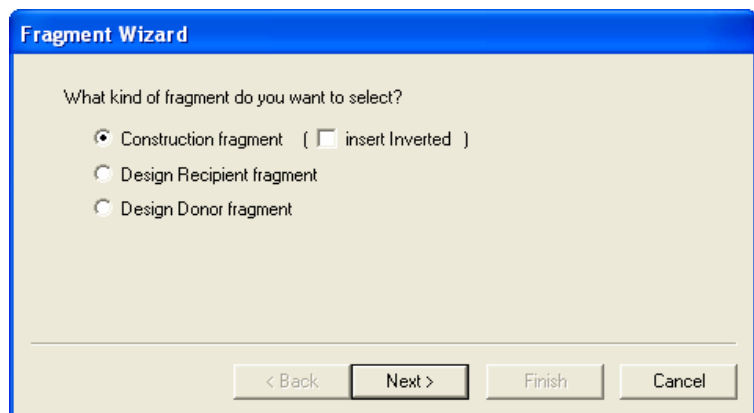 Fragment Wizard
What kind of fragment do you want to select?
Construction fragment ( insert Inverted )
Design Recipient fragment
Design Donor fragment
< Back Next > Finish Cancel